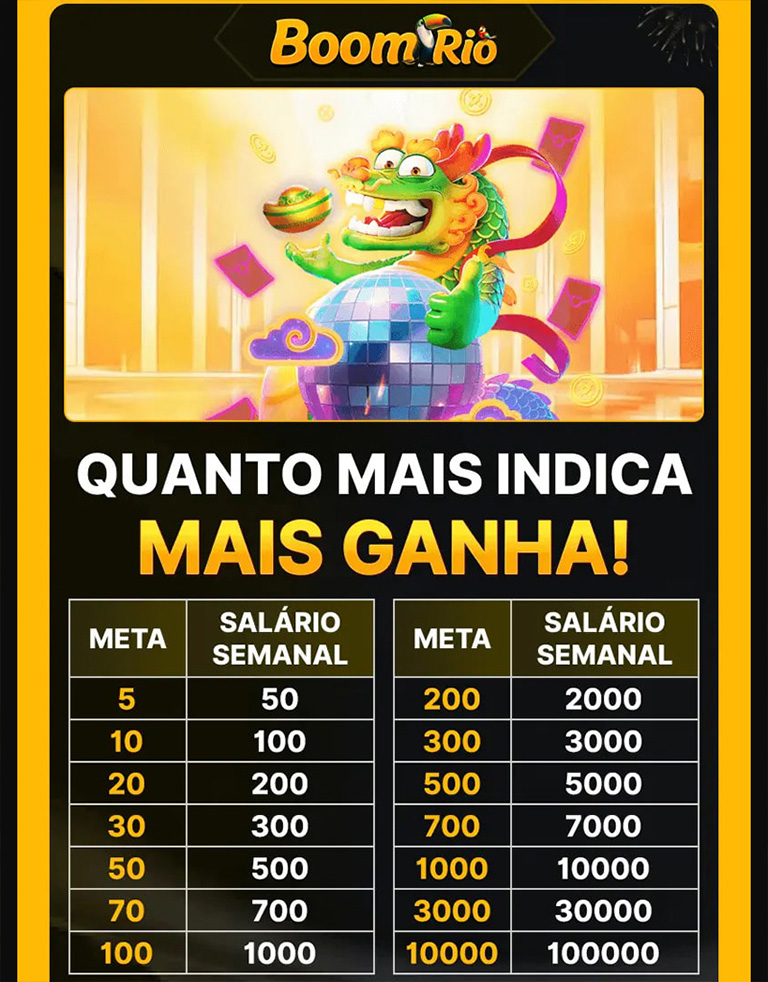 Boom Rio
QUANTO MAIS INDICA
MAIS GANHA!
META SALÁRIO SEMANAL
5 50
10 100
20 200
30 300
50 500
70 700
100 1000
META SALÁRIO SEMANAL
200 2000
300 3000
500 5000
700 7000
1000 10000
3000 30000
10000 100000